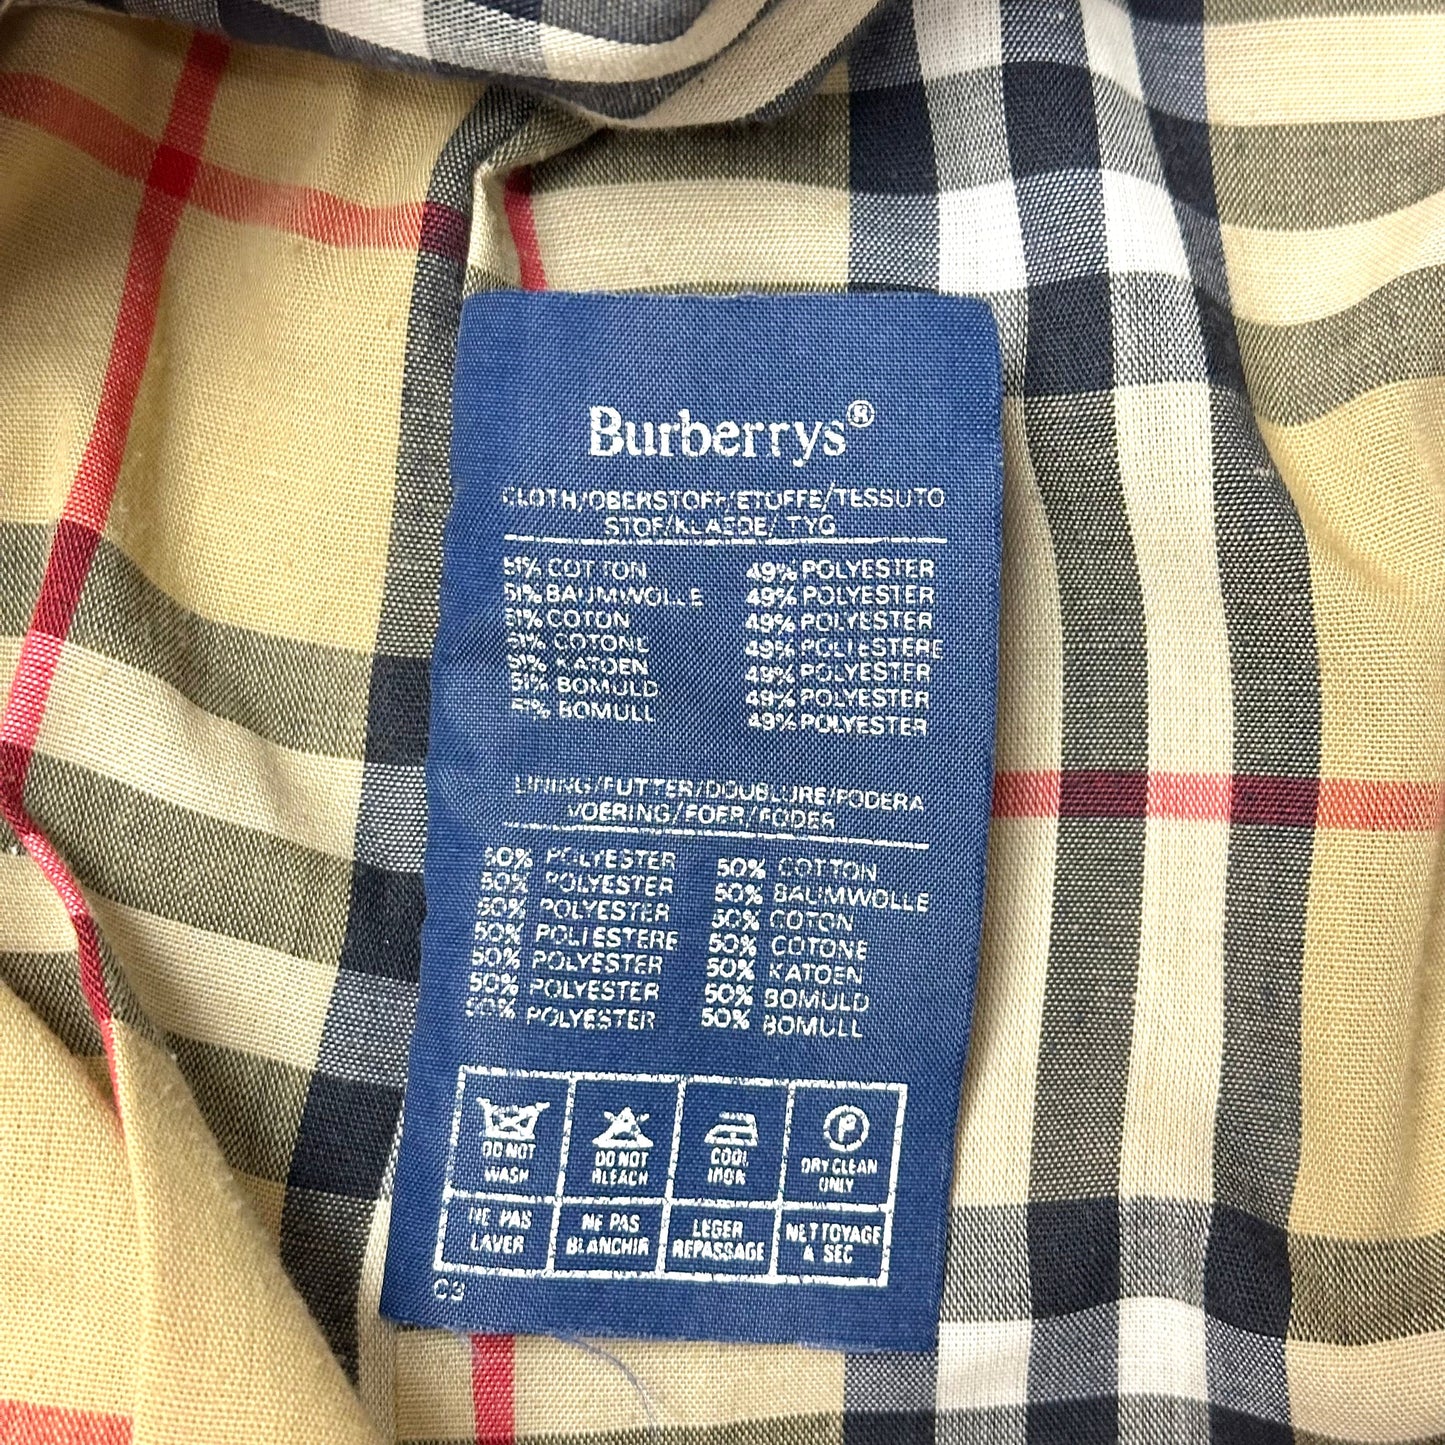 Burberrys®
CLOTH/OBERSTOFF/ETOFFE/TESSUTO
STOF/KLAEDE/ TYG
51% COTTON 49% POLYESTER
51% BAUMWOLLE 49% POLYESTER
51% COTON 49% POLYESTER
51% COTONE 49% POLIESTERE
51% KATOEN 49% POLYESTER
51% BOMULD 49% POLYESTER
51% BOMULL 49% POLYESTER
LINING/FUTTER/DOUBLURE/FODERA
VOERING/FOER/FODER
50% POLYESTER 50% COTTON
50% POLYESTER 50% BAUMWOLLE
50% POLYESTER 50% COTON
50% POLIESTERE 50% COTONE
50% POLYESTER 50% KATOEN
50% POLYESTER 50% BOMULD
50% POLYESTER 50% BOMULL
P
DO NOT WASH
DO NOT BLEACH
COOL IRON
DRY CLEAN ONLY
NE PAS LAVER
NE PAS BLANCHIR
LEGER REPASSAGE
NETTOYAGE A SEC
C3